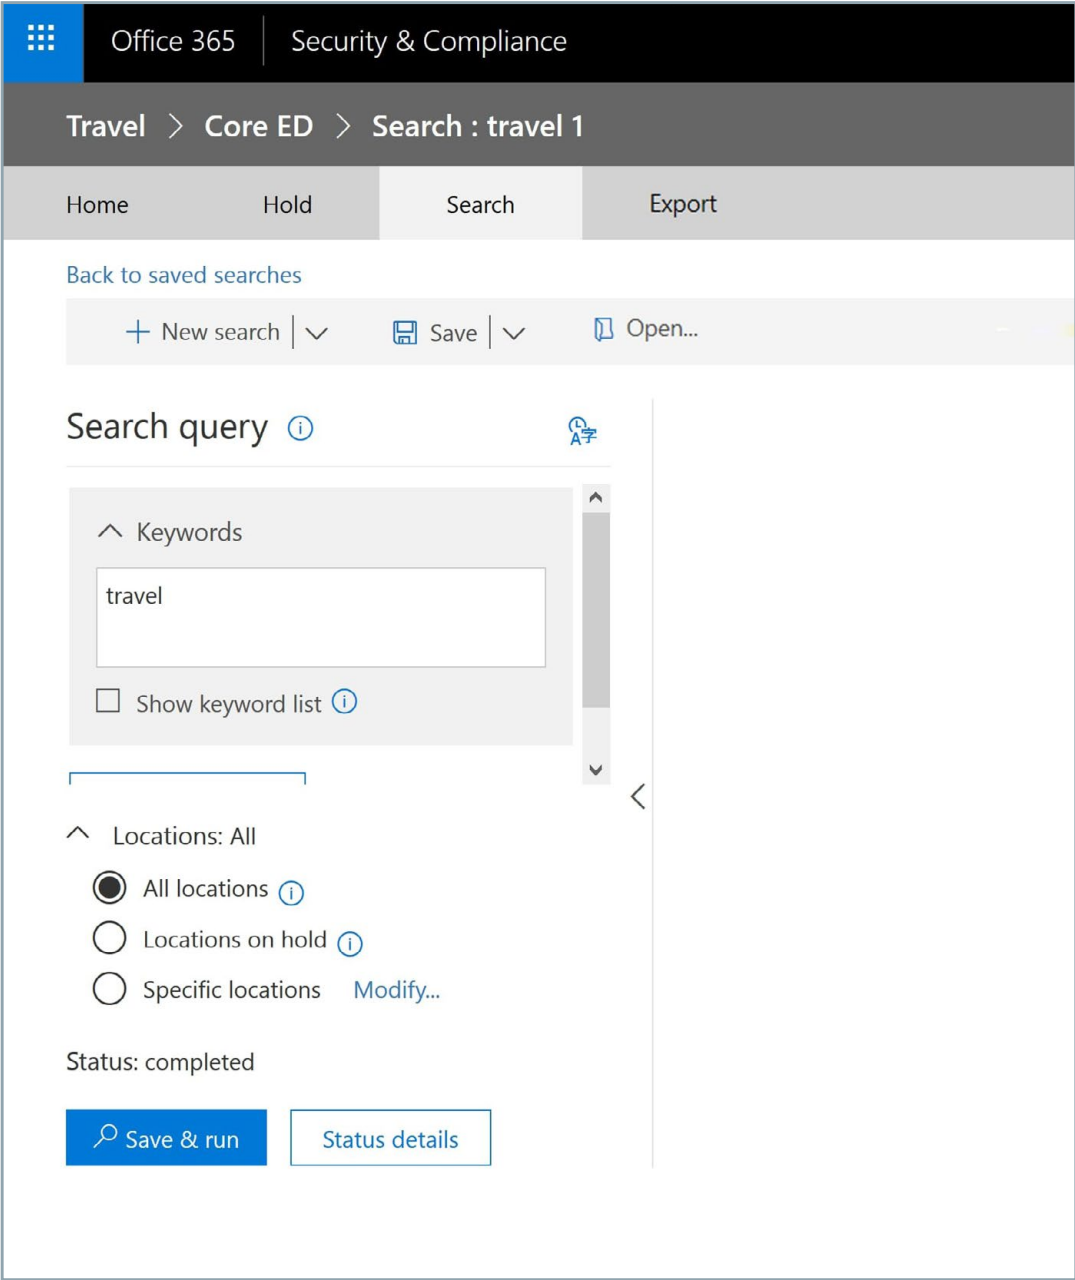 Office 365 Security & Compliance
Travel > Core ED > Search : travel 1
Home Hold Search Export
Back to saved searches
New search Save Open...
Search query
Keywords
travel
Show keyword list
Locations: All
All locations
Locations on hold
Specific locations Modify...
Status: completed
Save & run Status details